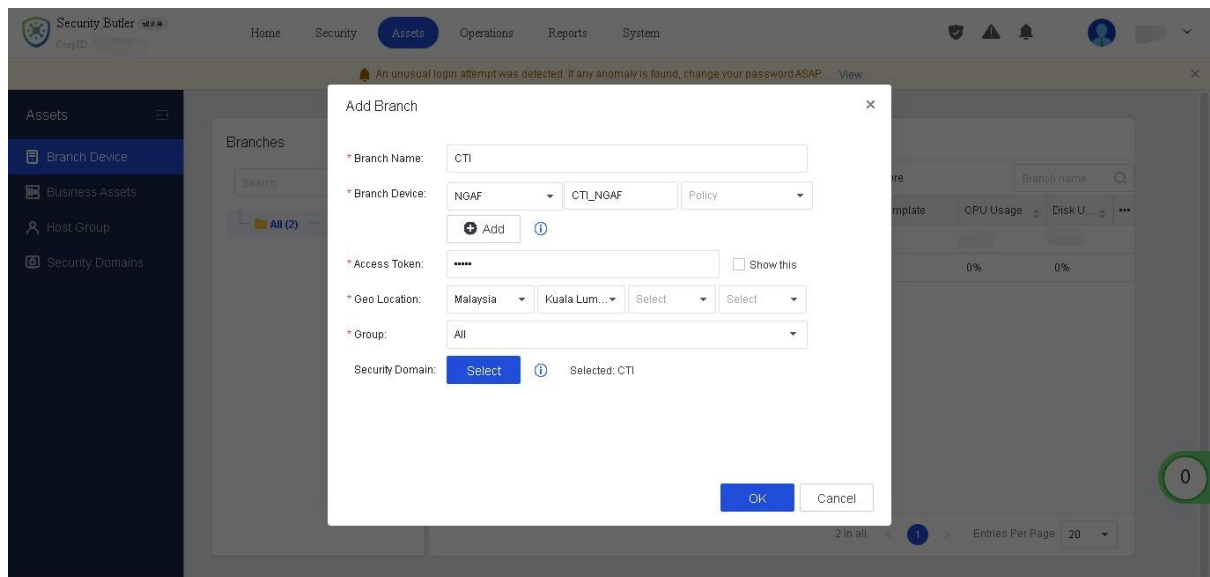 Security Butler
CorpID:
Home Security Assets Operations Reports System
An unusual login attempt was detected. If any anomaly is found, change your password ASAP. View
Assets
Branch Device
Business Assets
Host Group
Security Domains
Branches
Search
All (2)
Branch name
mplate CPU Usage Disk U...
0% 0%
Add Branch
* Branch Name: CTI
* Branch Device: NGAF CTI_NGAF Policy
Add
* Access Token: •••••
Show this
* Geo Location: Malaysia Kuala Lum... Select Select
* Group: All
Security Domain: Select Selected: CTI
OK Cancel
2 in all 1 Entries Per Page 20
0